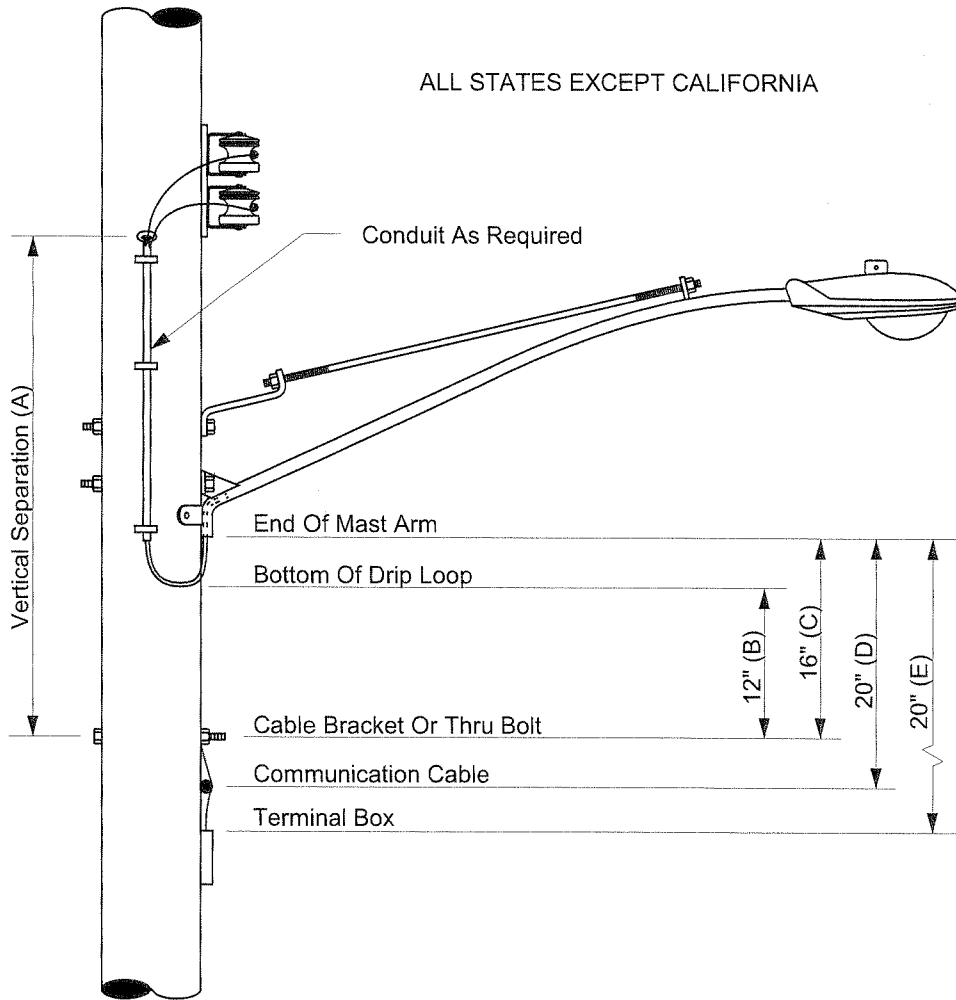 ALL STATES EXCEPT CALIFORNIA
Conduit As Required
Vertical Separation (A)
End Of Mast Arm
Bottom Of Drip Loop
12" (B)
16" (C)
20" (D)
20" (E)
Cable Bracket Or Thru Bolt
Communication Cable
Terminal Box